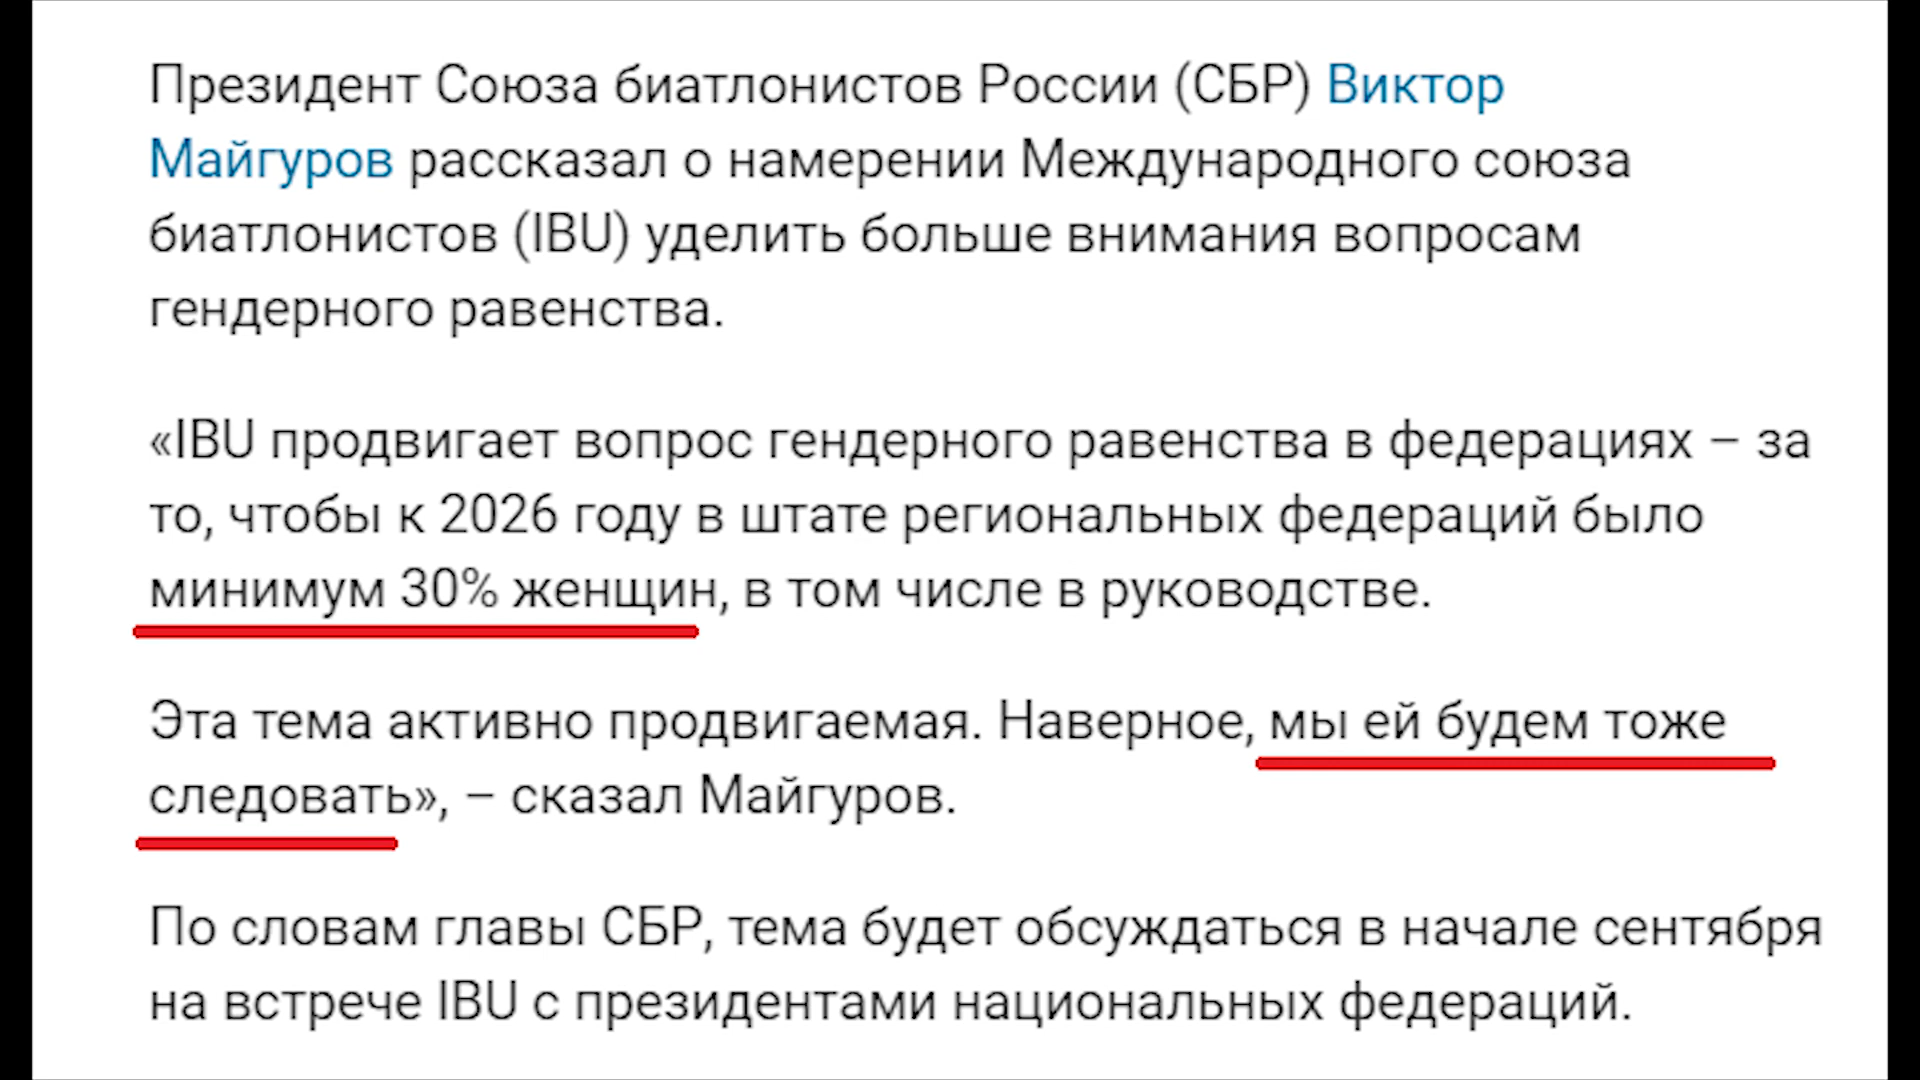 Президент Союза биатлонистов России (СБР) Виктор
Майгуров рассказал о намерении Международного союза
биатлонистов (IBU) уделить больше внимания вопросам
гендерного равенства.
«IBU продвигает вопрос гендерного равенства в федерациях – за
то, чтобы к 2026 году в штате региональных федераций было
минимум 30% женщин, в том числе в руководстве.
Эта тема активно продвигаемая. Наверное, мы ей будем тоже
следовать», – сказал Майгуров.
По словам главы СБР, тема будет обсуждаться в начале сентября
на встрече IBU с президентами национальных федераций.